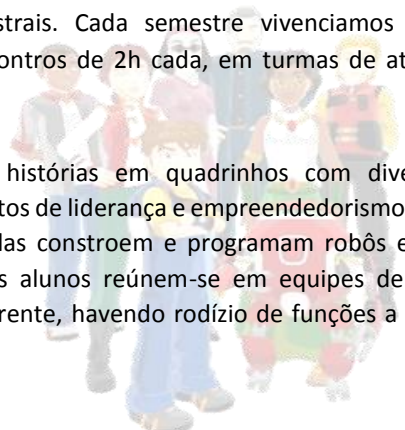 strais. Cada semestre vivenciamos
ontros de 2h cada, em turmas de at
histórias em quadrinhos com dive
tos de liderança e empreendedorismo
las constroem e programam robôs e
s alunos reúnem-se em equipes de
rente, havendo rodízio de funções a